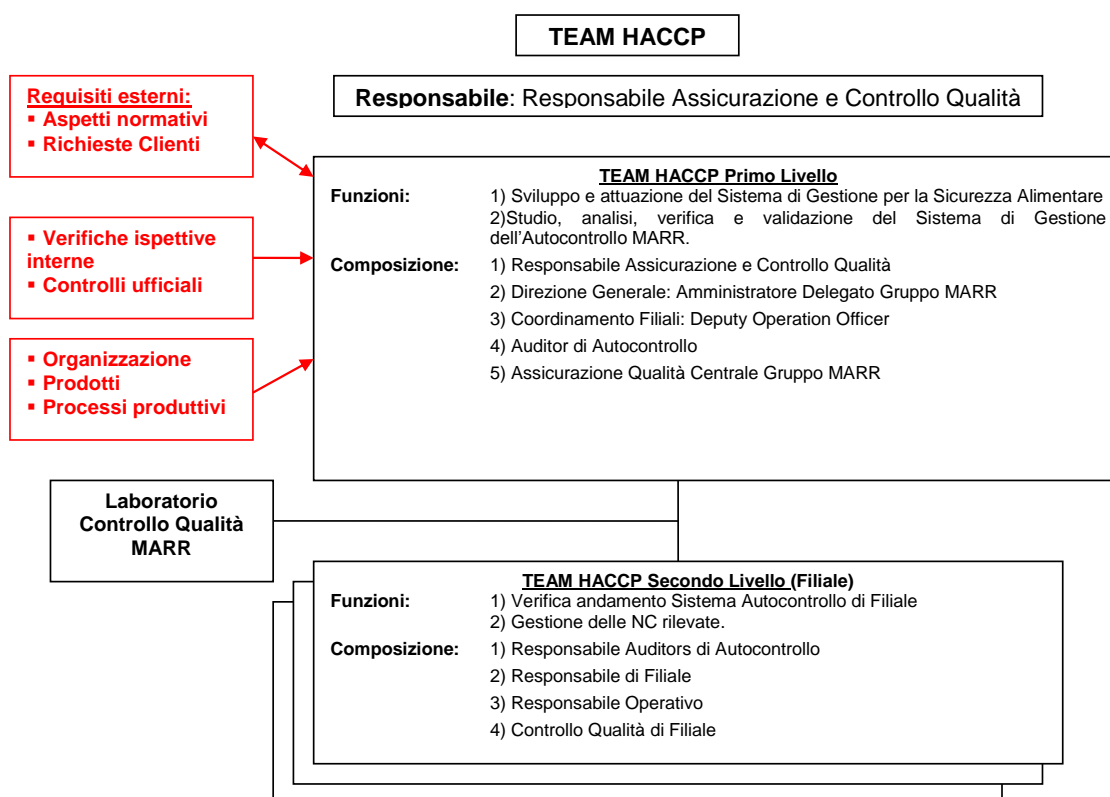 TEAM HACCP
Responsabile: Responsabile Assicurazione e Controllo Qualità
Requisiti esterni:
▪ Aspetti normativi
▪ Richieste Clienti
▪ Verifiche ispettive
interne
▪ Controlli ufficiali
▪ Organizzazione
▪ Prodotti
▪ Processi produttivi
TEAM HACCP Primo Livello
Funzioni: 1) Sviluppo e attuazione del Sistema di Gestione per la Sicurezza Alimentare
2)Studio, analisi, verifica e validazione del Sistema di Gestione
dell'Autocontrollo MARR.
Composizione: 1) Responsabile Assicurazione e Controllo Qualità
2) Direzione Generale: Amministratore Delegato Gruppo MARR
3) Coordinamento Filiali: Deputy Operation Officer
4) Auditor di Autocontrollo
5) Assicurazione Qualità Centrale Gruppo MARR
Laboratorio
Controllo Qualità
MARR
TEAM HACCP Secondo Livello (Filiale)
Funzioni: 1) Verifica andamento Sistema Autocontrollo di Filiale
2) Gestione delle NC rilevate.
Composizione: 1) Responsabile Auditors di Autocontrollo
2) Responsabile di Filiale
3) Responsabile Operativo
4) Controllo Qualità di Filiale